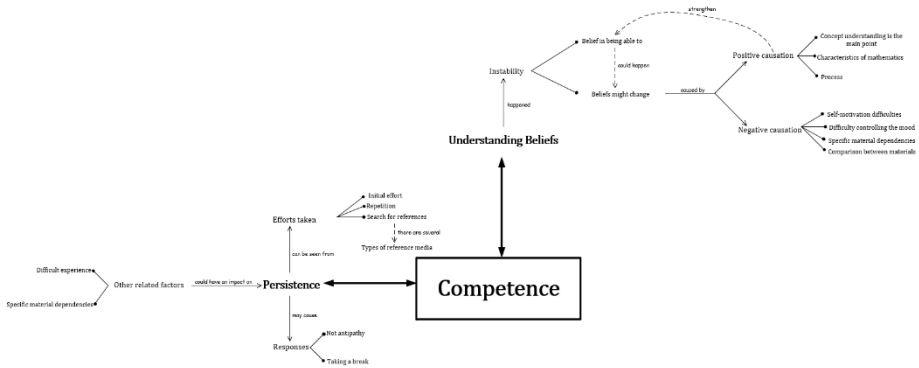 strengthen
Concept understanding is the
main point
Belief in being able to
Positive causation
Characteristics of mathematics
could happen
Instability
Process
Beliefs might change
caused by
happened
Self-motivation difficulties
Negative causation
Difficulty controlling the mood
Understanding Beliefs
Specific material dependencies
Comparison between materials
Initial effort
Repetition
Efforts taken
Search for references
there are several
Types of reference media
can be seen from
Difficult experience
Other related factors
could have an impact on
Persistence
Competence
Specific material dependencies
may cause
Not antipathy
Responses
Taking a break